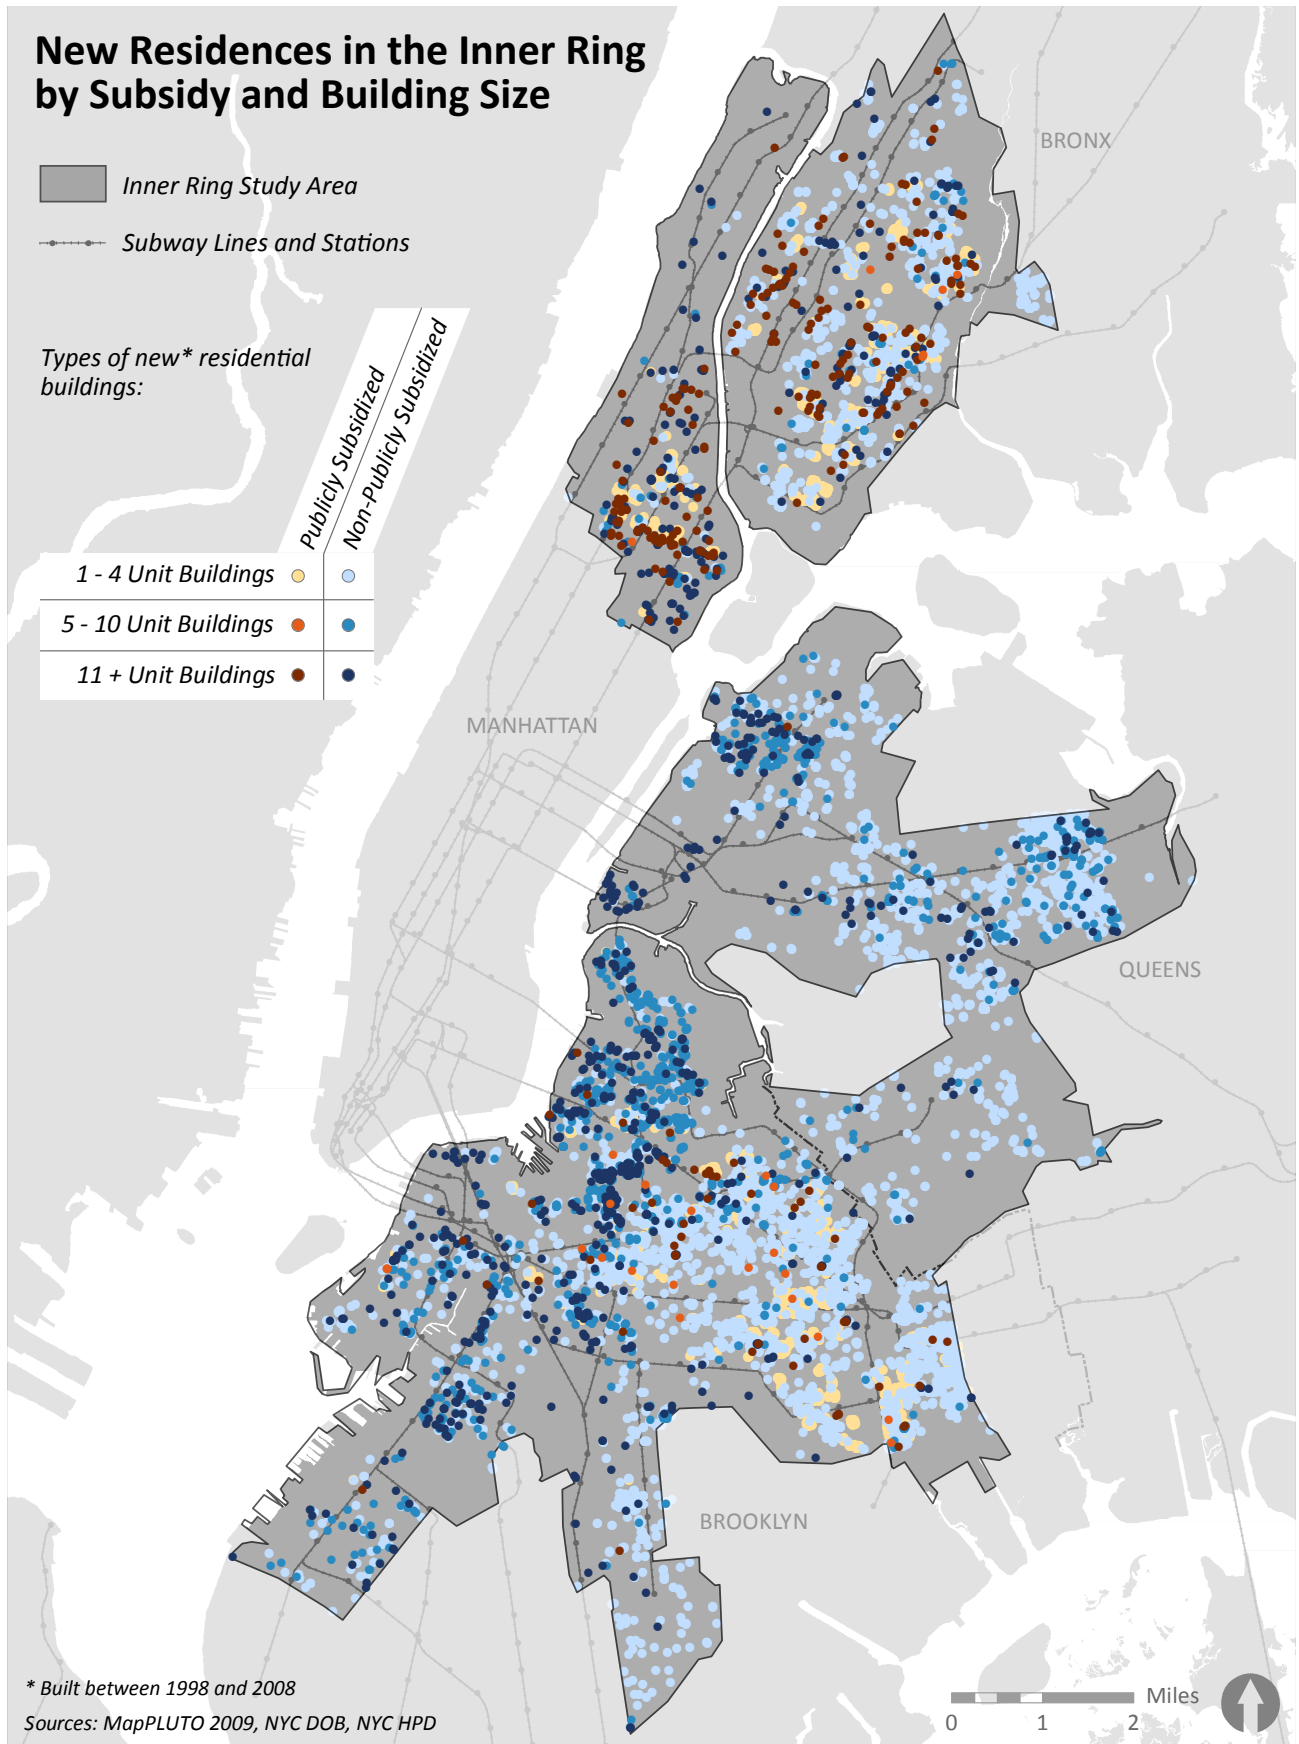 New Residences in the Inner Ring
by Subsidy and Building Size
Inner Ring Study Area
Subway Lines and Stations
Types of new* residential
buildings:
Publicly Subsidized
Non-Publicly Subsidized
1 - 4 Unit Buildings
5 - 10 Unit Buildings
11 + Unit Buildings
BRONX
MANHATTAN
QUEENS
BROOKLYN
* Built between 1998 and 2008
Sources: MapPLUTO 2009, NYC DOB, NYC HPD
Miles
0 1 2